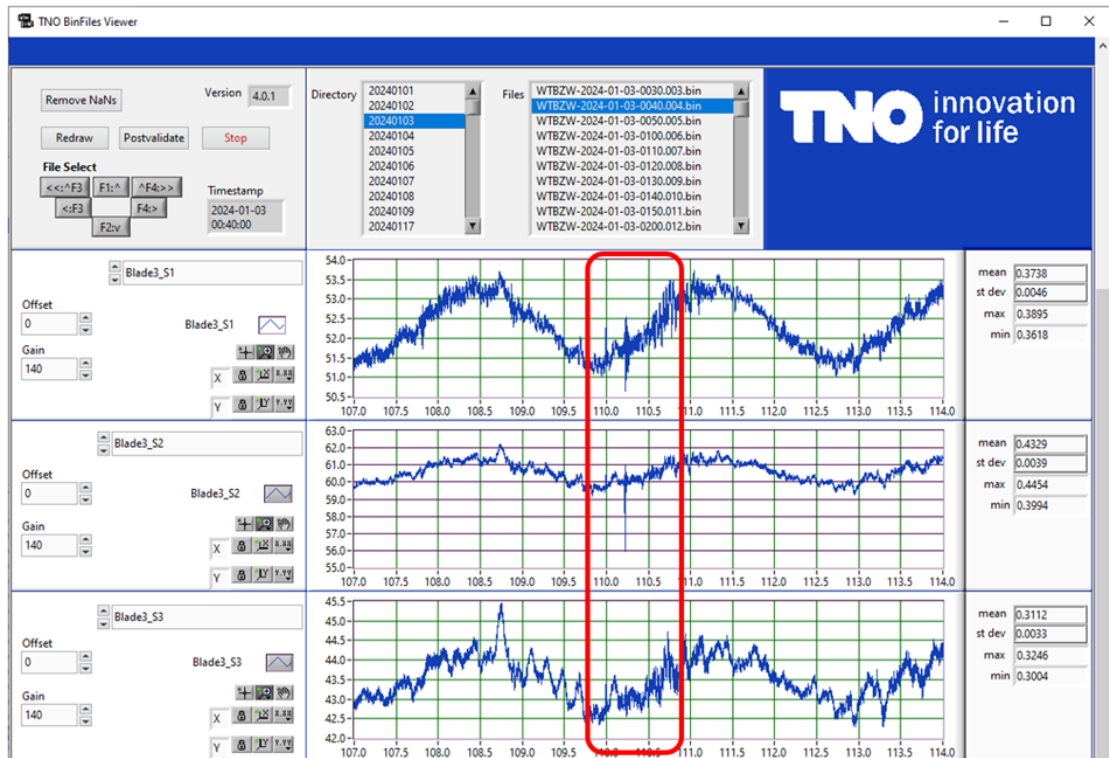 TNO BinFiles Viewer
Remove NaNs
Version 4.0.1
Redraw Postvalidate Stop
File Select
<<:^F3 F1:^ ^F4:>>
<:F3 F4:>
F2:v
Timestamp
2024-01-03
00:40:00
Directory
20240101
20240102
20240103
20240104
20240105
20240106
20240107
20240108
20240109
20240117
Files
WTBZW-2024-01-03-0030.003.bin
WTBZW-2024-01-03-0040.004.bin
WTBZW-2024-01-03-0050.005.bin
WTBZW-2024-01-03-0100.006.bin
WTBZW-2024-01-03-0110.007.bin
WTBZW-2024-01-03-0120.008.bin
WTBZW-2024-01-03-0130.009.bin
WTBZW-2024-01-03-0140.010.bin
WTBZW-2024-01-03-0150.011.bin
WTBZW-2024-01-03-0200.012.bin
TNO innovation
for life
Blade3_S1
Offset
0
Blade3_S1
Gain
140
X
Y
54.0
53.5
53.0
52.5
52.0
51.5
51.0
50.5
107.0 107.5 108.0 108.5 109.0 109.5 110.0 110.5 111.0 111.5 112.0 112.5 113.0 113.5 114.0
mean 0.3738
st dev 0.0046
max 0.3895
min 0.3618
Blade3_S2
Offset
0
Blade3_S2
Gain
140
X
Y
63.0
62.0
61.0
60.0
59.0
58.0
57.0
56.0
55.0
107.0 107.5 108.0 108.5 109.0 109.5 110.0 110.5 111.0 111.5 112.0 112.5 113.0 113.5 114.0
mean 0.4329
st dev 0.0039
max 0.4454
min 0.3994
Blade3_S3
Offset
0
Blade3_S3
Gain
140
X
Y
45.5
45.0
44.5
44.0
43.5
43.0
42.5
42.0
107.0 107.5 108.0 108.5 109.0 109.5 110.0 110.5 111.0 111.5 112.0 112.5 113.0 113.5 114.0
mean 0.3112
st dev 0.0033
max 0.3246
min 0.3004